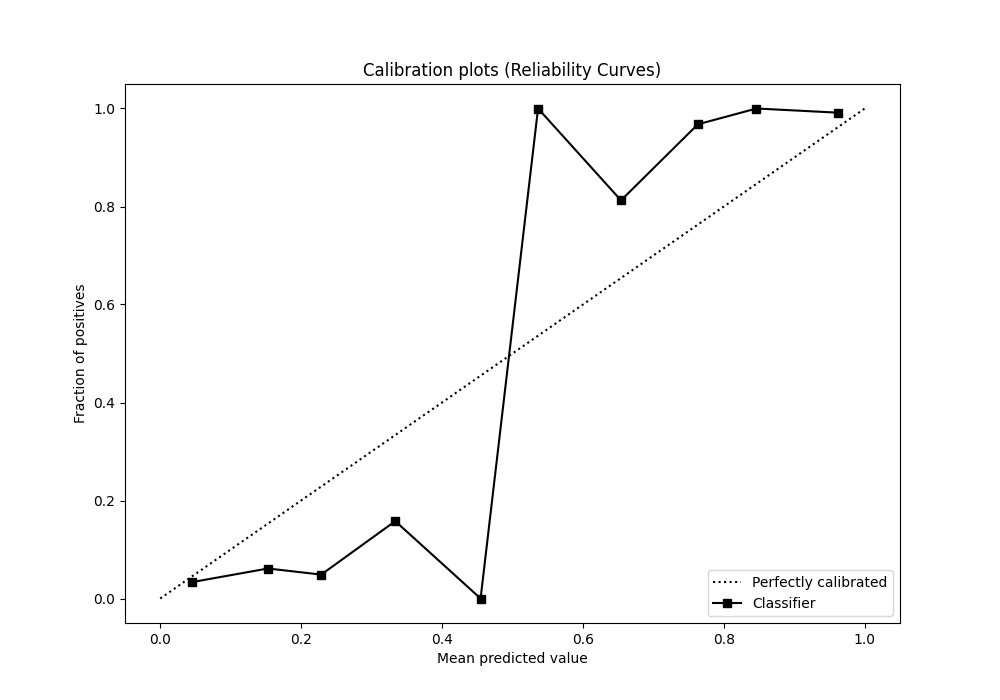 Calibration plots (Reliability Curves)
Fraction of positives
1.0
0.8
0.6
0.4
0.2
0.0
0.0 0.2 0.4 0.6 0.8 1.0
Mean predicted value
Perfectly calibrated
Classifier